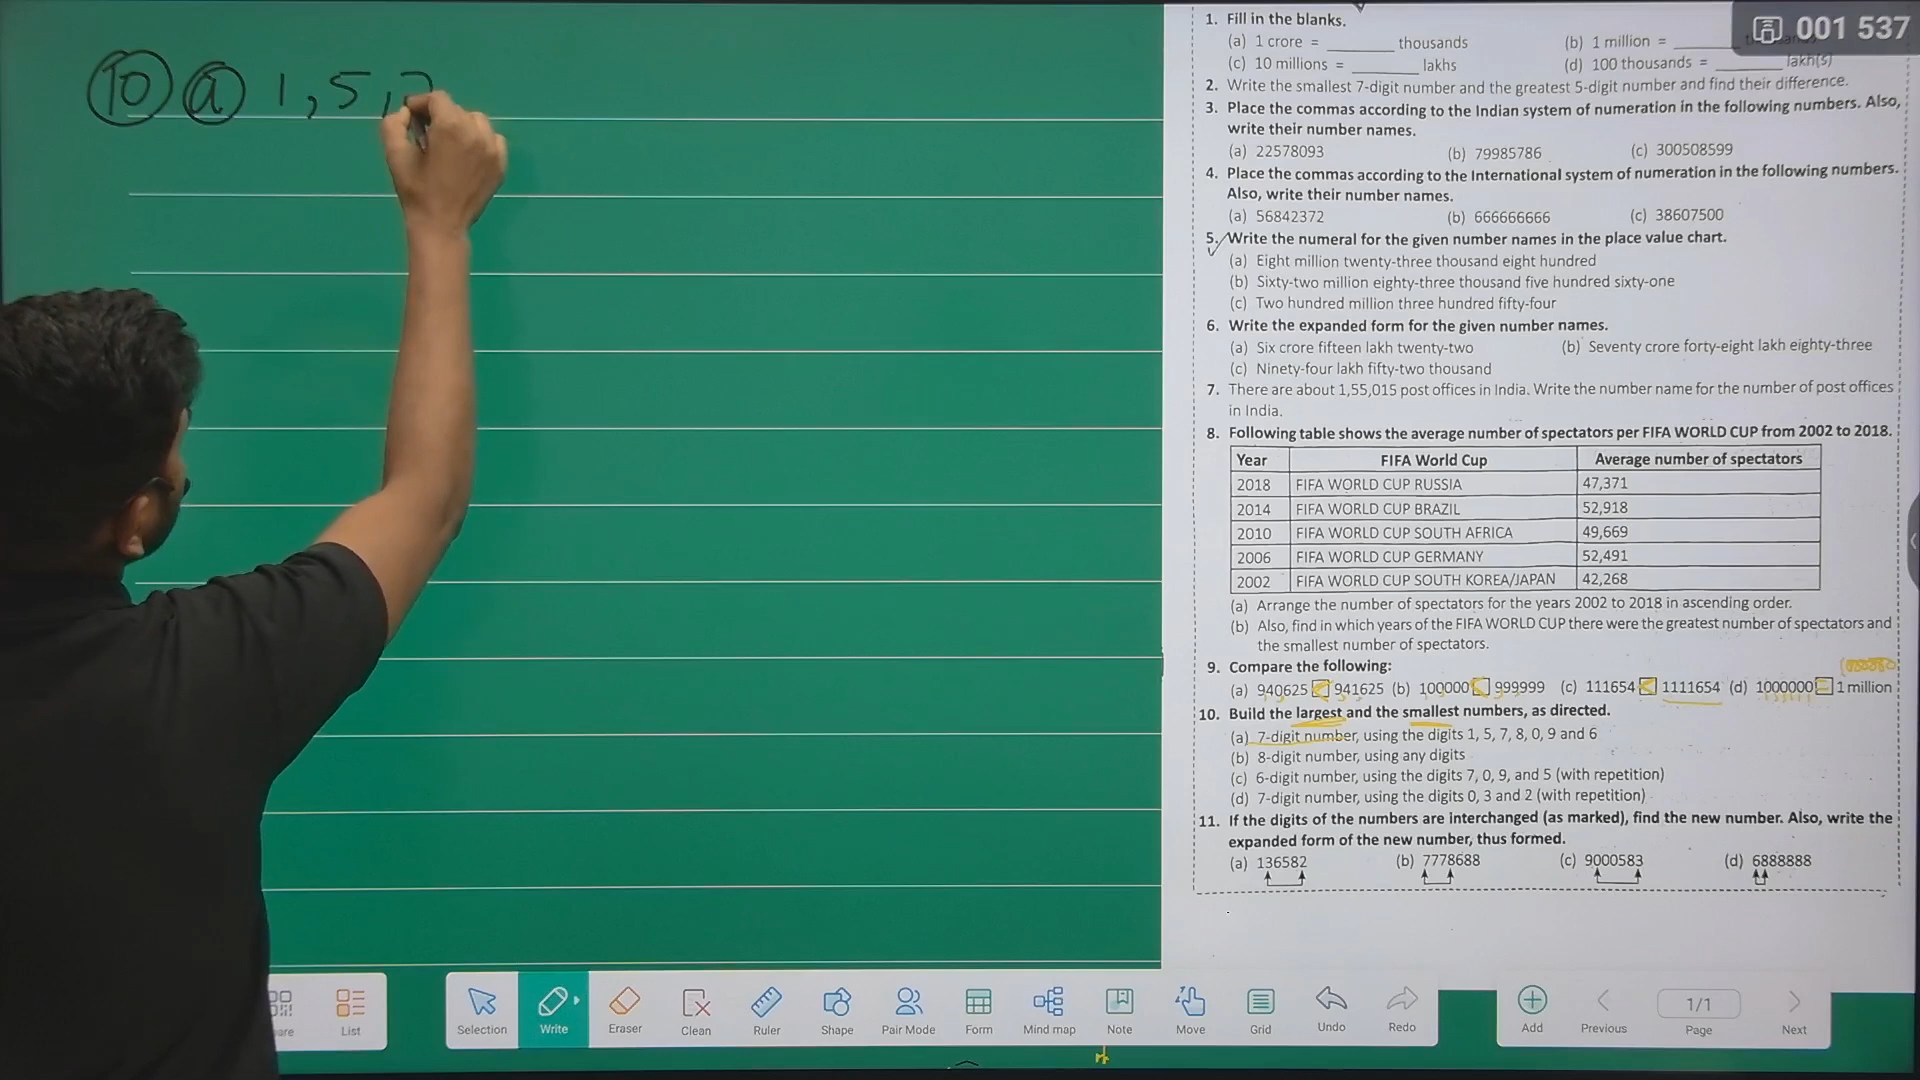 ⑩ ⓐ 1, 5, 7
001 537
1. Fill in the blanks.
(a) 1 crore = ________ thousands (b) 1 million = ________
(c) 10 millions = ________ lakhs (d) 100 thousands = ________ lakh(s)
2. Write the smallest 7-digit number and the greatest 5-digit number and find their difference.
3. Place the commas according to the Indian system of numeration in the following numbers. Also,
write their number names.
(a) 22578093 (b) 79985786 (c) 300508599
4. Place the commas according to the International system of numeration in the following numbers.
Also, write their number names.
(a) 56842372 (b) 666666666 (c) 38607500
5. Write the numeral for the given number names in the place value chart.
(a) Eight million twenty-three thousand eight hundred
(b) Sixty-two million eighty-three thousand five hundred sixty-one
(c) Two hundred million three hundred fifty-four
6. Write the expanded form for the given number names.
(a) Six crore fifteen lakh twenty-two (b) Seventy crore forty-eight lakh eighty-three
(c) Ninety-four lakh fifty-two thousand
7. There are about 1,55,015 post offices in India. Write the number name for the number of post offices
in India.
8. Following table shows the average number of spectators per FIFA WORLD CUP from 2002 to 2018.
Year FIFA World Cup Average number of spectators
2018 FIFA WORLD CUP RUSSIA 47,371
2014 FIFA WORLD CUP BRAZIL 52,918
2010 FIFA WORLD CUP SOUTH AFRICA 49,669
2006 FIFA WORLD CUP GERMANY 52,491
2002 FIFA WORLD CUP SOUTH KOREA/JAPAN 42,268
(a) Arrange the number of spectators for the years 2002 to 2018 in ascending order.
(b) Also, find in which years of the FIFA WORLD CUP there were the greatest number of spectators and
the smallest number of spectators.
9. Compare the following:
(a) 940625 < 941625 (b) 100000 < 999999 (c) 111654 < 1111654 (d) 1000000 = 1 million
10. Build the largest and the smallest numbers, as directed.
(a) 7-digit number, using the digits 1, 5, 7, 8, 0, 9 and 6
(b) 8-digit number, using any digits
(c) 6-digit number, using the digits 7, 0, 9, and 5 (with repetition)
(d) 7-digit number, using the digits 0, 3 and 2 (with repetition)
11. If the digits of the numbers are interchanged (as marked), find the new number. Also, write the
expanded form of the new number, thus formed.
(a) 136582 (b) 7778688 (c) 9000583 (d) 6888888
List Selection Write Eraser Clean Ruler Shape Pair Mode Form Mind map Note Move Grid Undo Redo Add Previous 1/1 Page Next